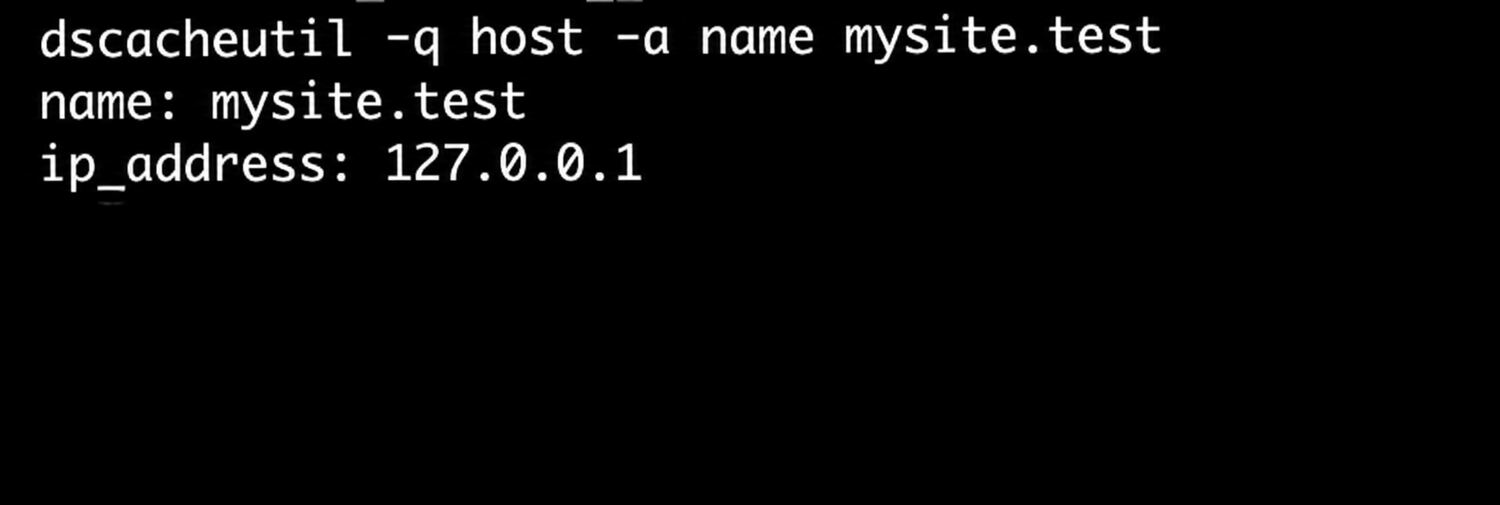 dscacheutil -q host -a name mysite.test
name: mysite.test
ip_address: 127.0.0.1